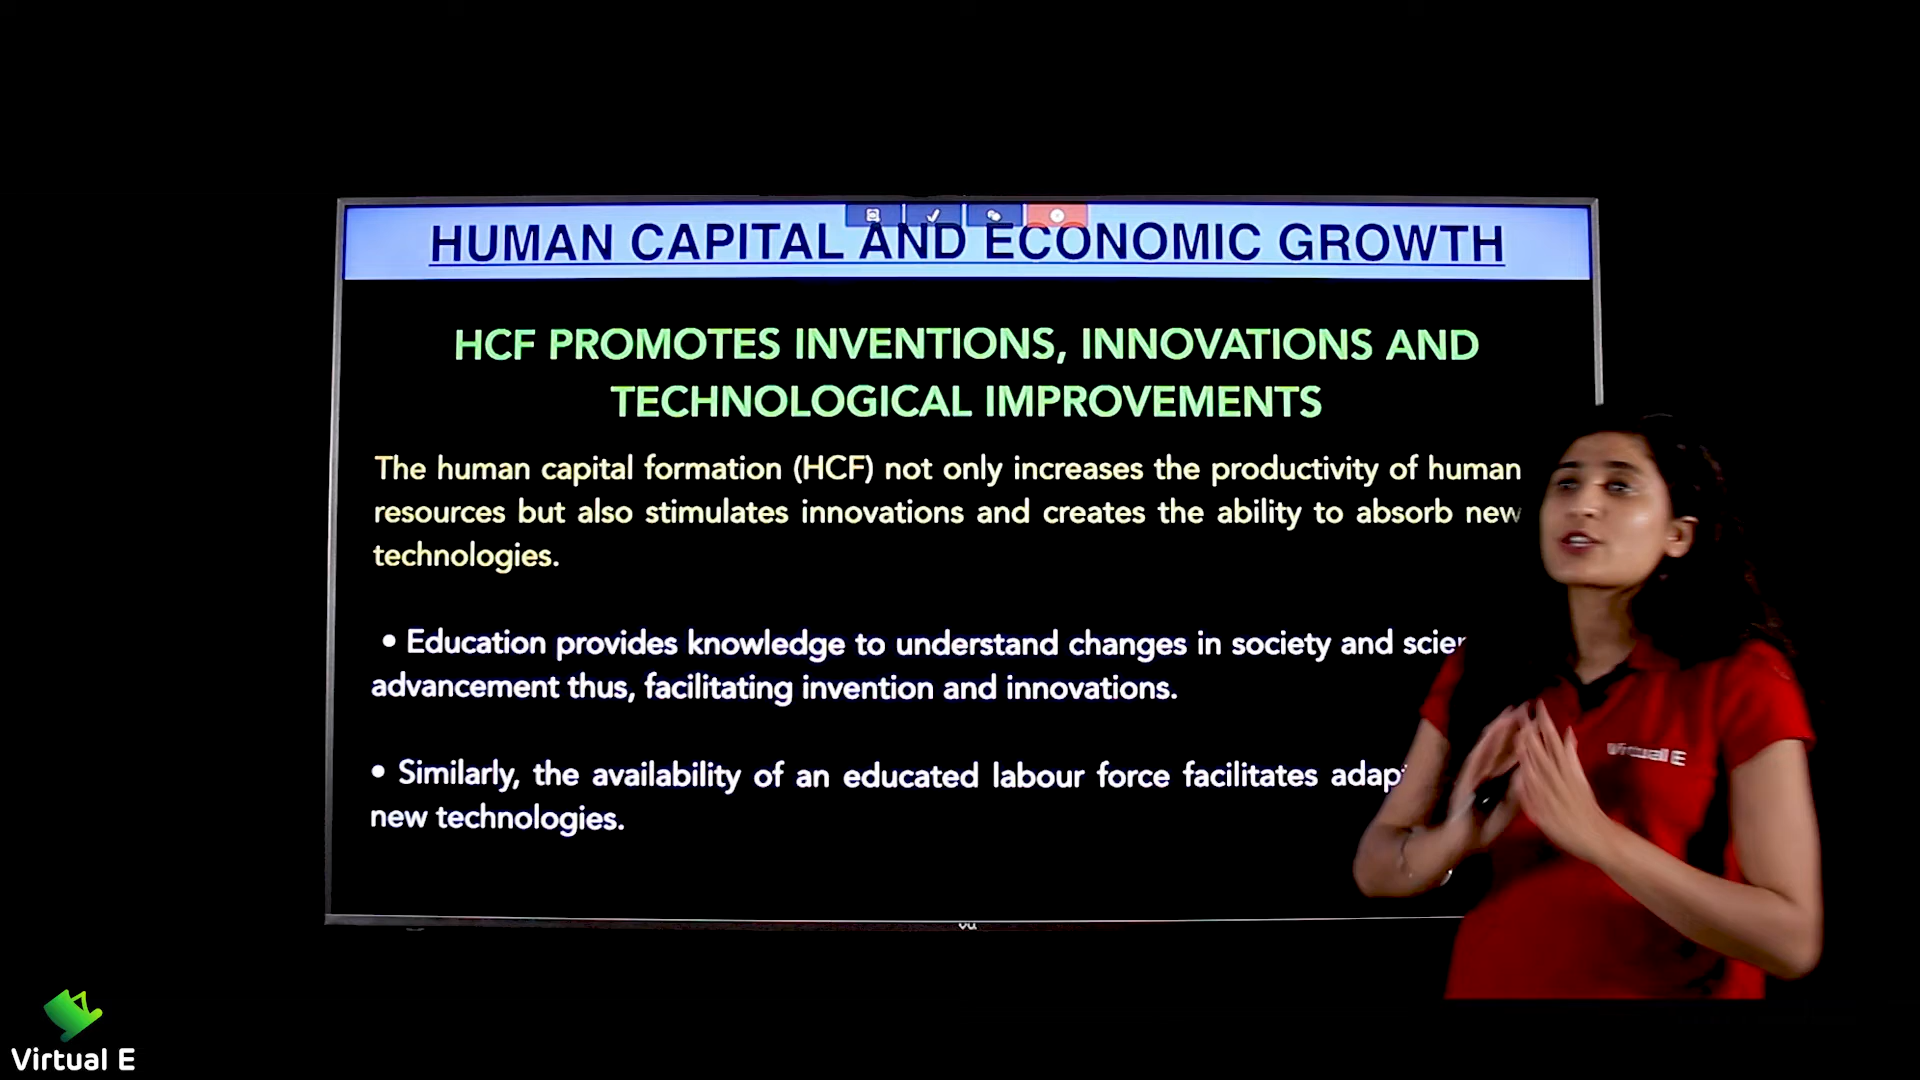 HUMAN CAPITAL AND ECONOMIC GROWTH
HCF PROMOTES INVENTIONS, INNOVATIONS AND
TECHNOLOGICAL IMPROVEMENTS
The human capital formation (HCF) not only increases the productivity of human
resources but also stimulates innovations and creates the ability to absorb new
technologies.
• Education provides knowledge to understand changes in society and
advancement thus, facilitating invention and innovations.
• Similarly, the availability of an educated labour force facilitates
new technologies.
Virtual E
vu
Virtual E